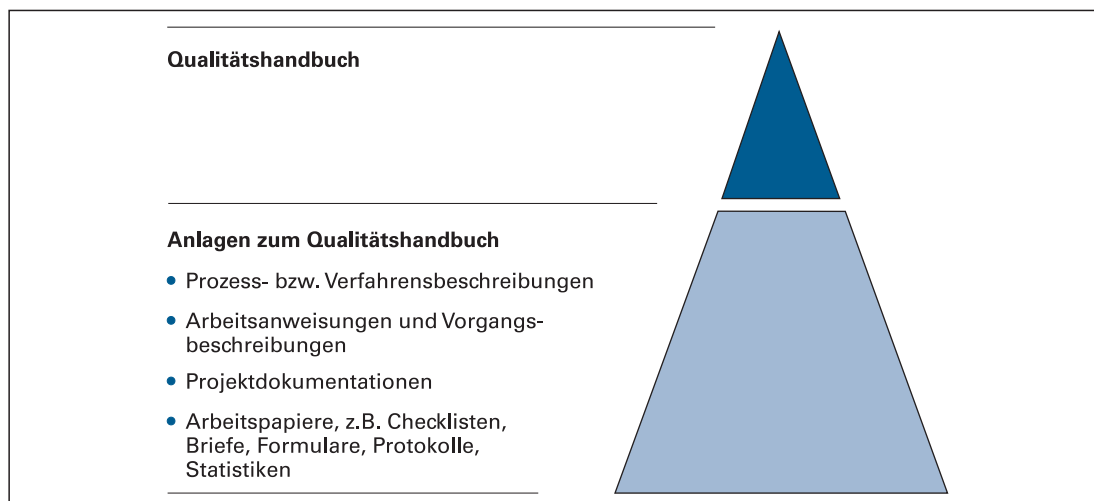 Qualitätshandbuch
Anlagen zum Qualitätshandbuch
• Prozess- bzw. Verfahrensbeschreibungen
• Arbeitsanweisungen und Vorgangs-
beschreibungen
• Projektdokumentationen
• Arbeitspapiere, z.B. Checklisten,
Briefe, Formulare, Protokolle,
Statistiken